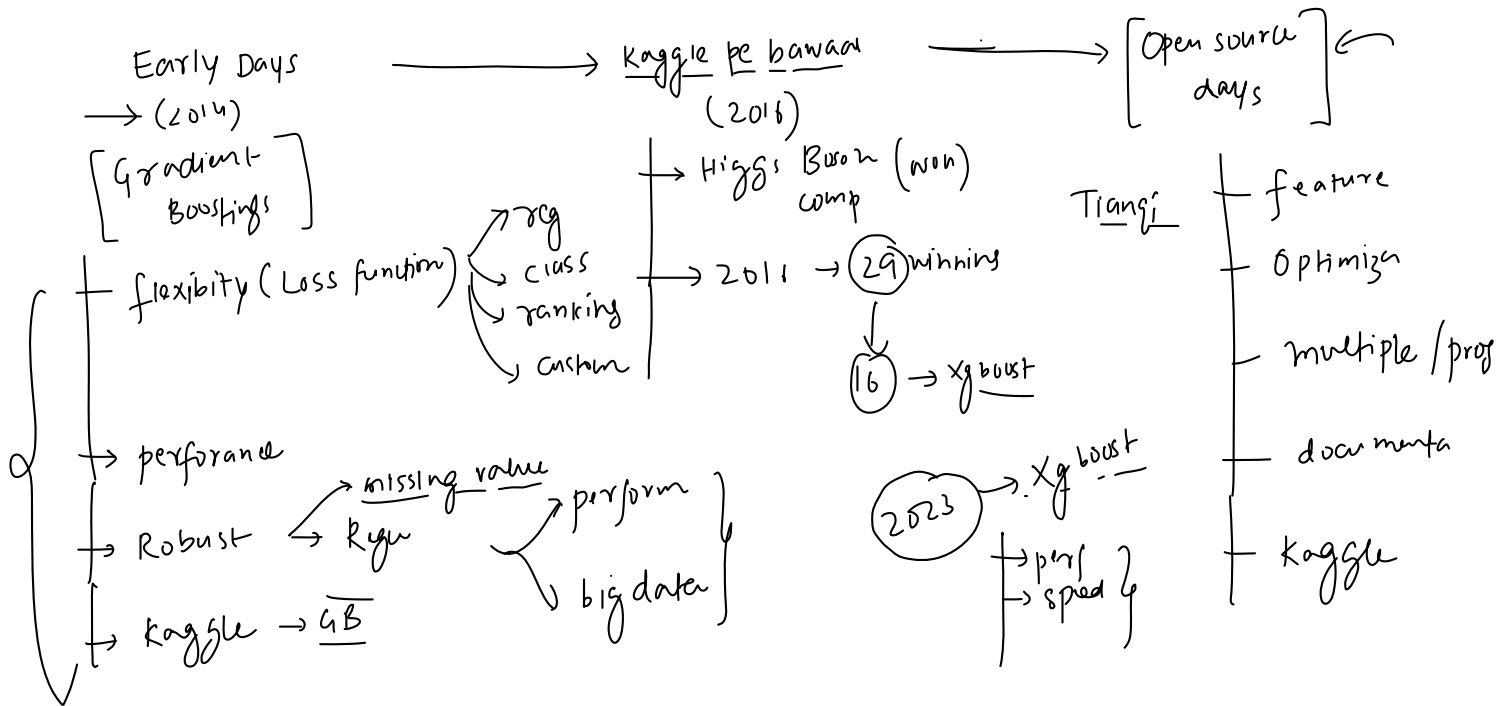 Early Days
→ (2014)
[Gradient
Boostings]
flexibity (Loss function)
→ reg
→ class
→ ranking
→ custom
→ perforance
→ Robust
→ missing value
→ Regu
→ perform
→ big data
→ Kaggle → GB
Kaggle pe bawaal
(2016)
→ Higgs Boson (won)
comp
→ 2016 → 29 winning
16 → Xgboost
2023 → Xgboost
→ perf
→ speed
[Open source
days]
Tianqi
feature
Optimiza
multiple / prog
documenta
Kaggle